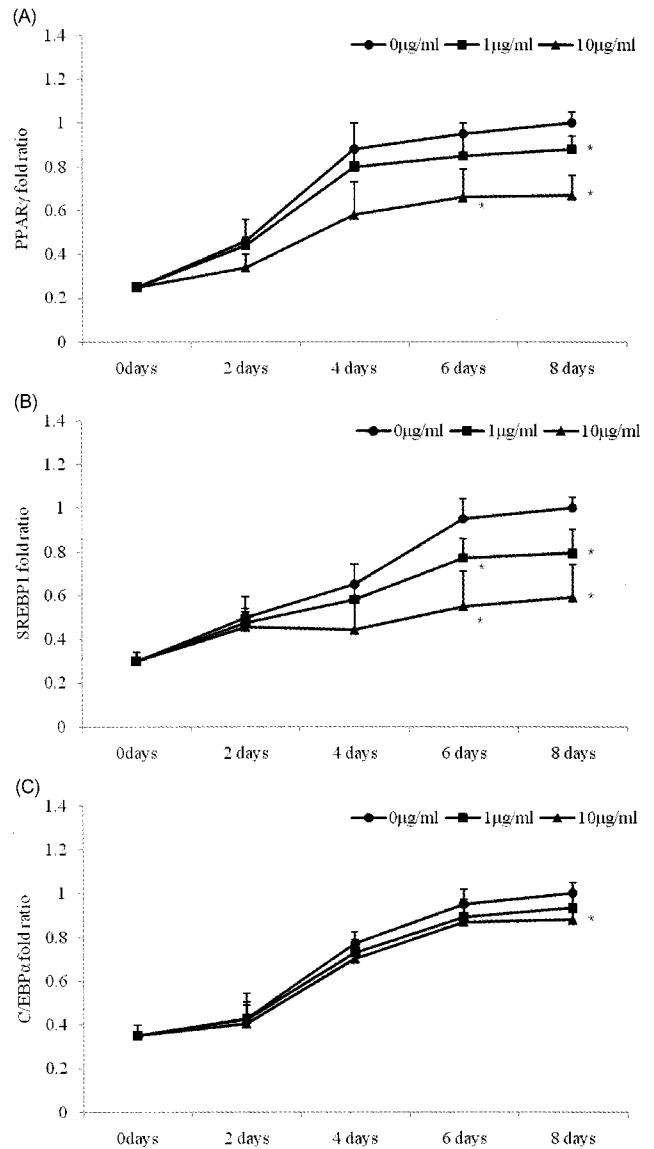 (A)
1.4
0µg/ml 1µg/ml 10µg/ml
1.2
1
*
0.8
*
0.6
*
0.4
0.2
0
PPARγ fold ratio
0days 2 days 4 days 6 days 8 days
(B)
1.4
0µg/ml 1µg/ml 10µg/ml
1.2
1
0.8
*
*
0.6
*
*
0.4
0.2
0
SREBP1 fold ratio
0days 2 days 4 days 6 days 8 days
(C)
1.4
0µg/ml 1µg/ml 10µg/ml
1.2
1
*
0.8
0.6
0.4
0.2
0
C/EBPα fold ratio
0days 2 days 4 days 6 days 8 days